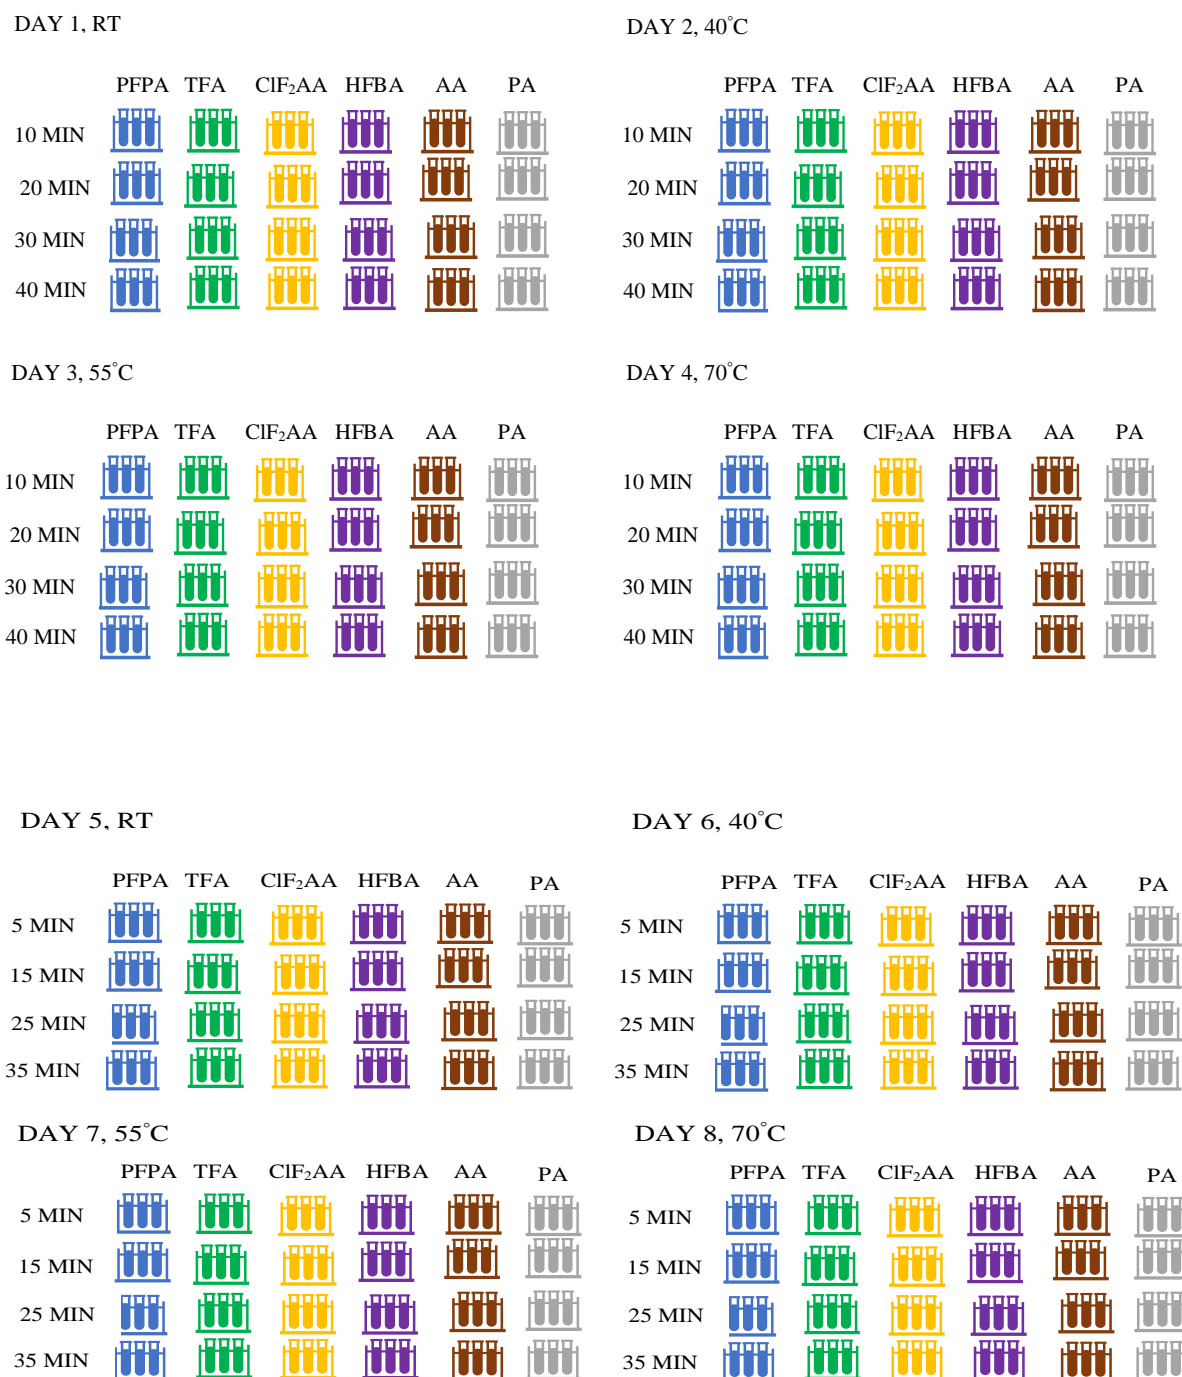 DAY 1, RT
PFPA TFA ClF₂AA HFBA AA PA
10 MIN
20 MIN
30 MIN
40 MIN
DAY 2, 40°C
PFPA TFA ClF₂AA HFBA AA PA
10 MIN
20 MIN
30 MIN
40 MIN
DAY 3, 55°C
PFPA TFA ClF₂AA HFBA AA PA
10 MIN
20 MIN
30 MIN
40 MIN
DAY 4, 70°C
PFPA TFA ClF₂AA HFBA AA PA
10 MIN
20 MIN
30 MIN
40 MIN
DAY 5, RT
PFPA TFA ClF₂AA HFBA AA PA
5 MIN
15 MIN
25 MIN
35 MIN
DAY 6, 40°C
PFPA TFA ClF₂AA HFBA AA PA
5 MIN
15 MIN
25 MIN
35 MIN
DAY 7, 55°C
PFPA TFA ClF₂AA HFBA AA PA
5 MIN
15 MIN
25 MIN
35 MIN
DAY 8, 70°C
PFPA TFA ClF₂AA HFBA AA PA
5 MIN
15 MIN
25 MIN
35 MIN